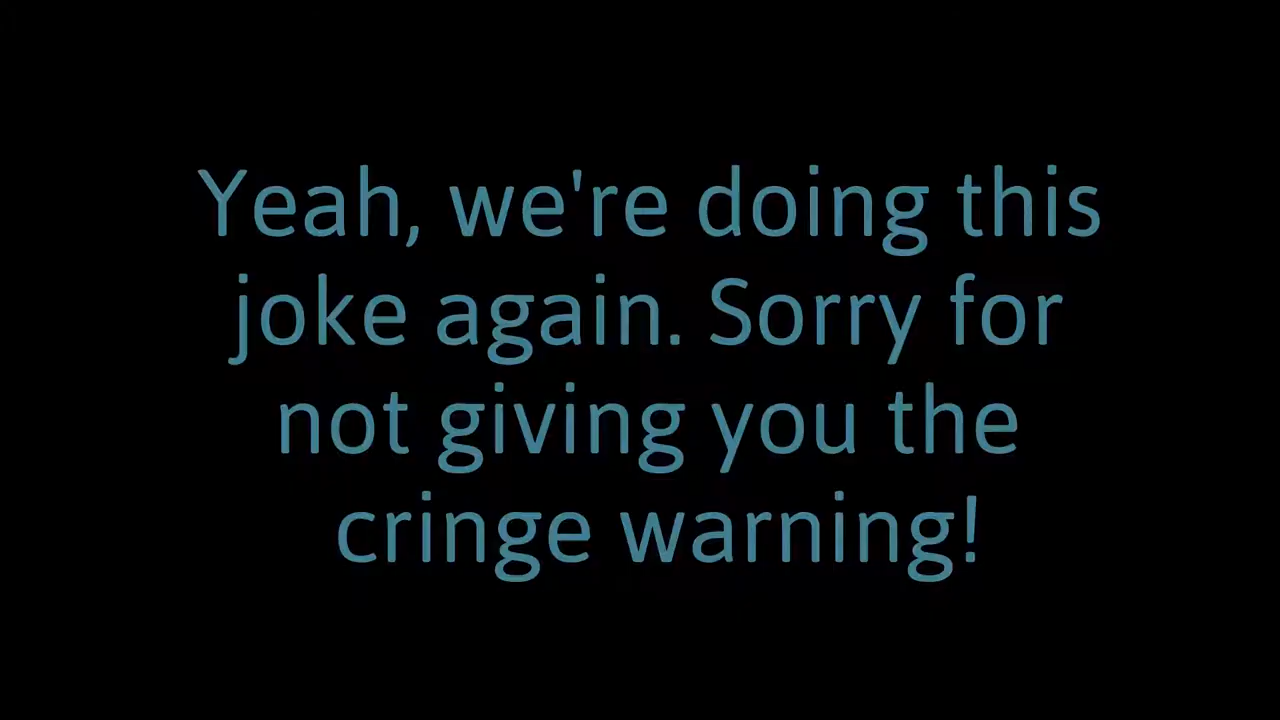 Yeah, we're doing this
joke again. Sorry for
not giving you the
cringe warning!